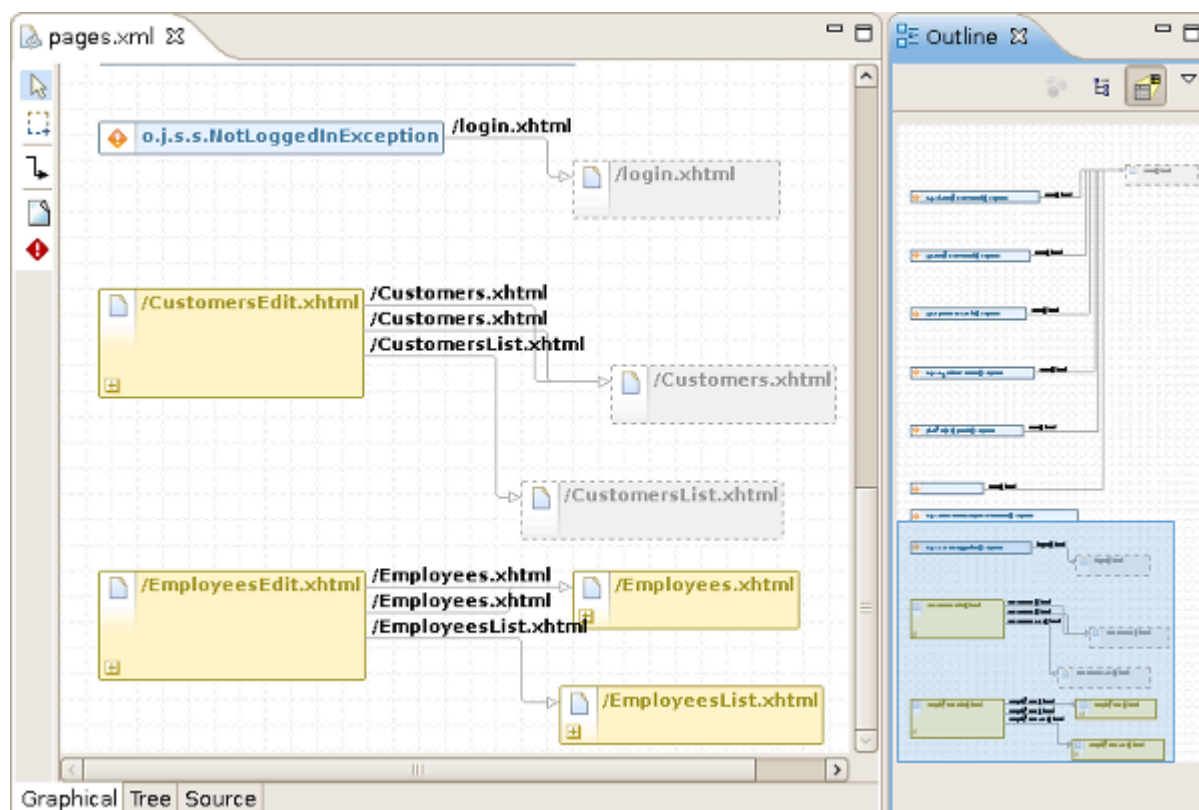 pages.xml
Outline
o.j.s.s.NotLoggedInException
/login.xhtml
/login.xhtml
/CustomersEdit.xhtml
/Customers.xhtml
/Customers.xhtml
/CustomersList.xhtml
/Customers.xhtml
/CustomersList.xhtml
/EmployeesEdit.xhtml
/Employees.xhtml
/Employees.xhtml
/EmployeesList.xhtml
/Employees.xhtml
/EmployeesList.xhtml
Graphical Tree Source